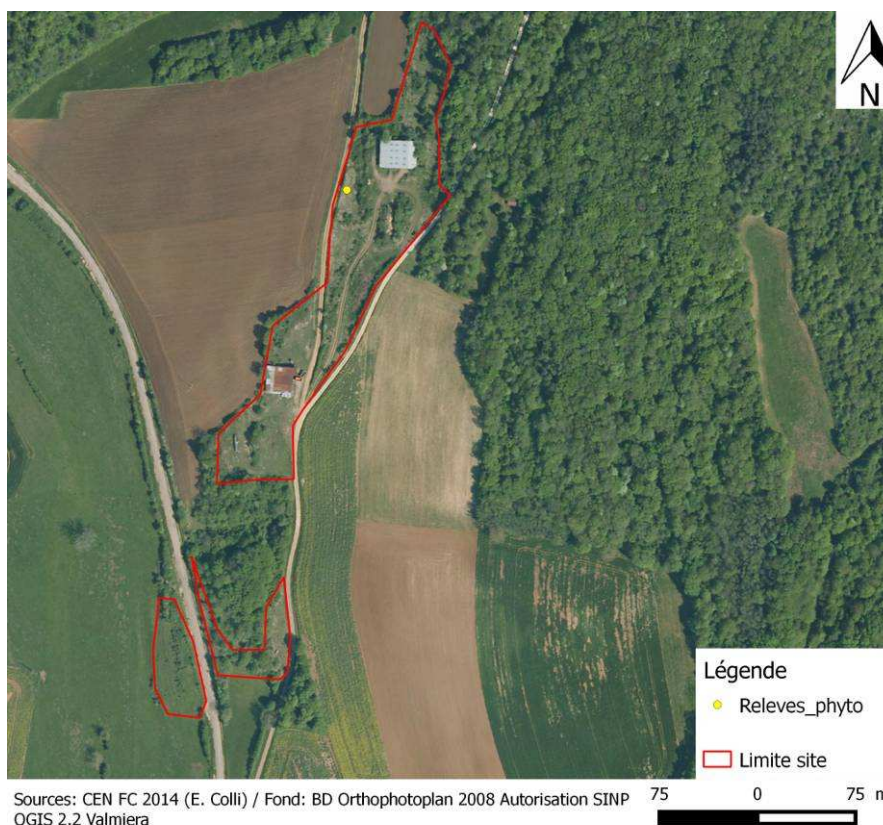 N
Légende
Releves_phyto
Limite site
Sources: CEN FC 2014 (E. Colli) / Fond: BD Orthophotoplan 2008 Autorisation SINP
QGIS 2.2 Valmiera
75 0 75 m